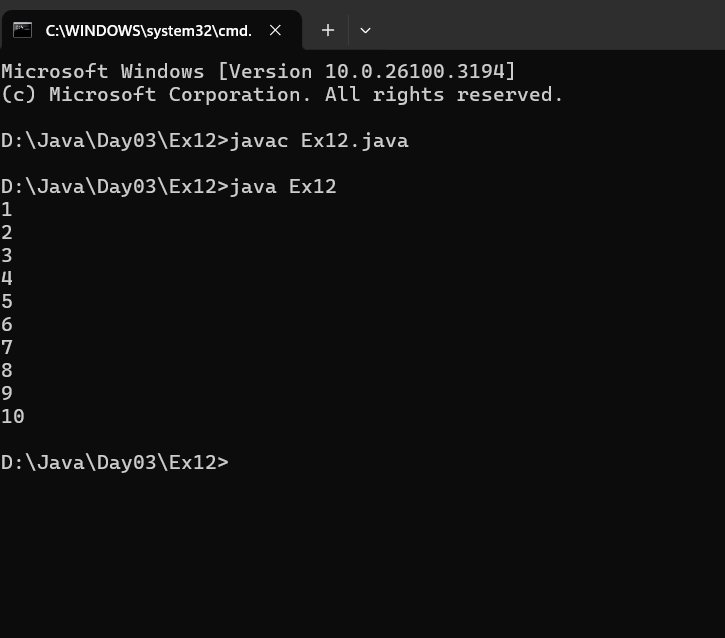 C:\WINDOWS\system32\cmd.
Microsoft Windows [Version 10.0.26100.3194]
(c) Microsoft Corporation. All rights reserved.
D:\Java\Day03\Ex12>javac Ex12.java
D:\Java\Day03\Ex12>java Ex12
1
2
3
4
5
6
7
8
9
10
D:\Java\Day03\Ex12>